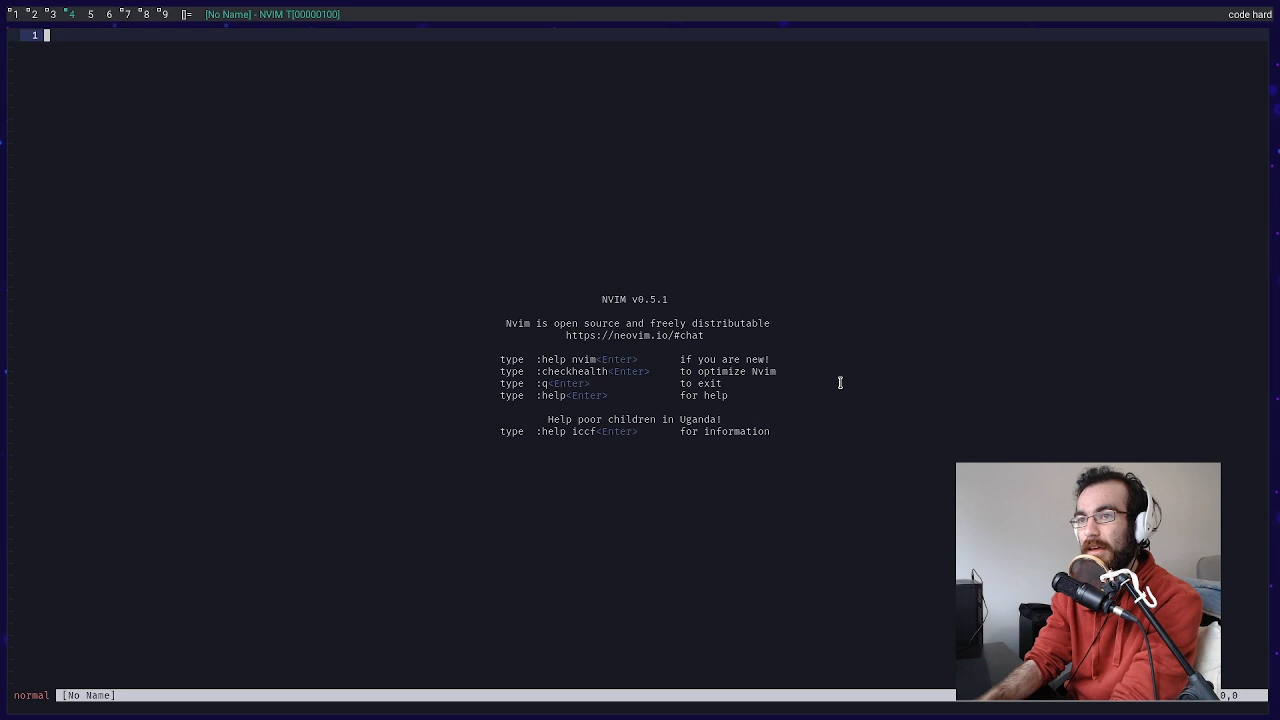 1 2 3 4 5 6 7 8 9 []= [No Name] - NVIM T[00000100] code hard
1
NVIM v0.5.1
Nvim is open source and freely distributable
https://neovim.io/#chat
type :help nvim<Enter> if you are new!
type :checkhealth<Enter> to optimize Nvim
type :q<Enter> to exit
type :help<Enter> for help
Help poor children in Uganda!
type :help iccf<Enter> for information
normal [No Name] 0,0